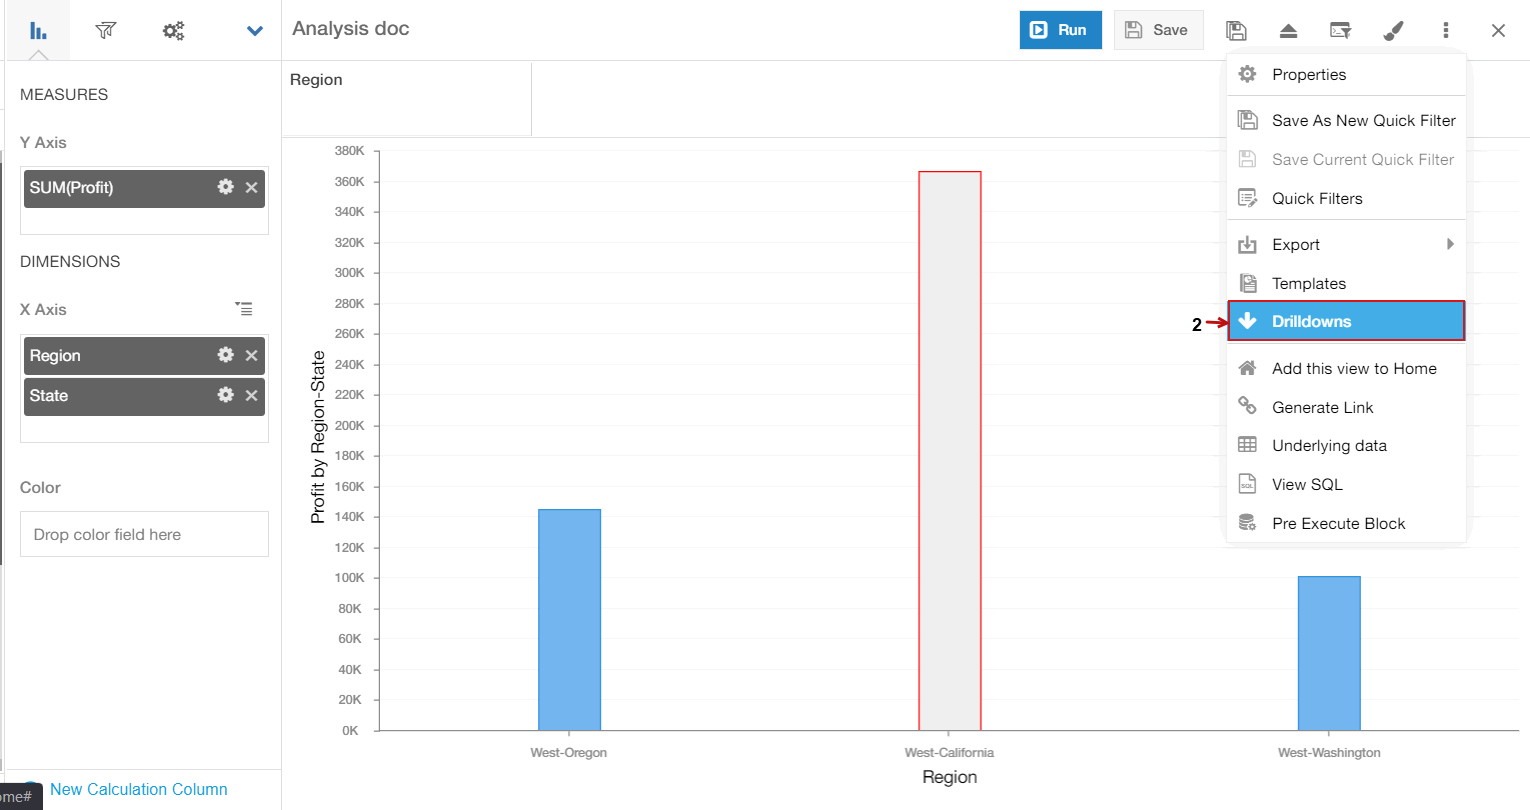 Analysis doc
Run
Save
MEASURES
Y Axis
SUM(Profit)
DIMENSIONS
X Axis
Region
State
Color
Drop color field here
New Calculation Column
ome#
Region
380K
360K
340K
320K
300K
280K
260K
240K
220K
200K
180K
160K
140K
120K
100K
80K
60K
40K
20K
0K
Profit by Region-State
West-Oregon
West-California
West-Washington
Region
Properties
Save As New Quick Filter
Save Current Quick Filter
Quick Filters
Export
Templates
2
Drilldowns
Add this view to Home
Generate Link
Underlying data
SQL
View SQL
Pre Execute Block